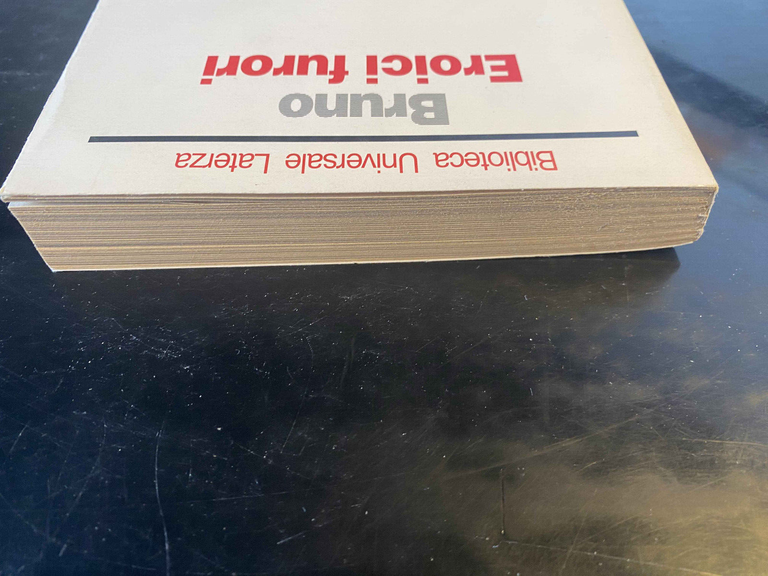 Biblioteca Universale Laterza
Bruno
Eroici furori